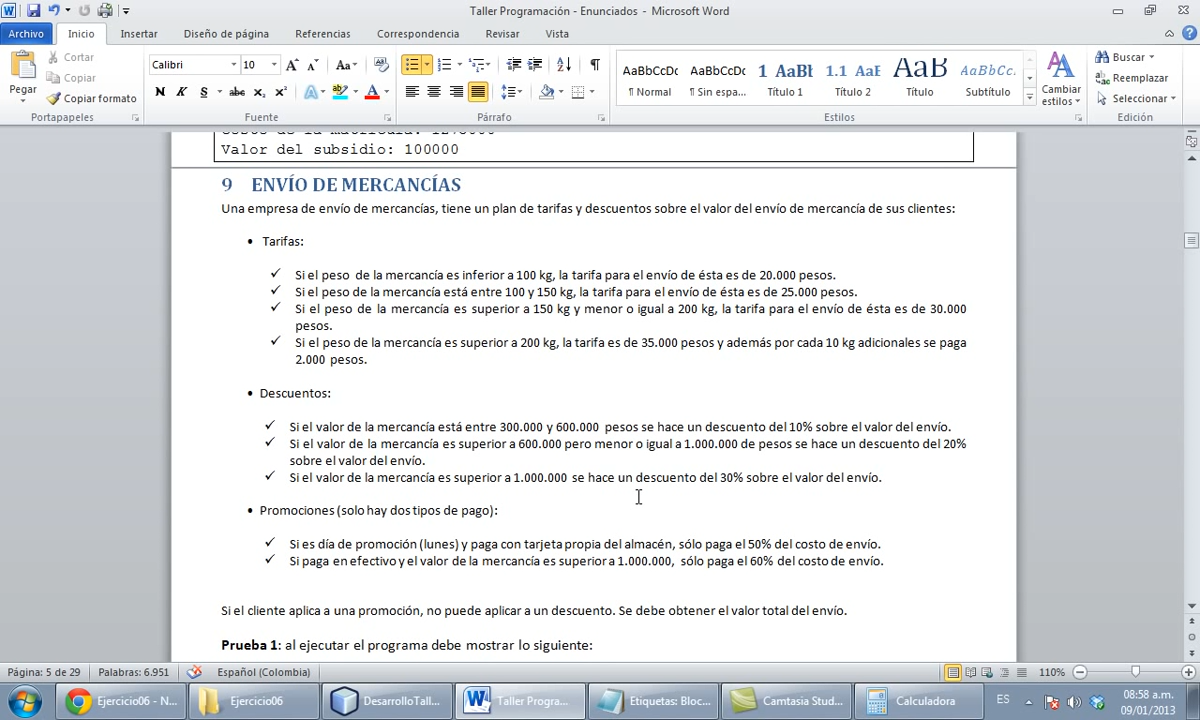 Taller Programación - Enunciados - Microsoft Word
Archivo Inicio Insertar Diseño de página Referencias Correspondencia Revisar Vista
Pegar
Cortar
Copiar
Copiar formato
Portapapeles
Calibri 10
N K S abc x₂ x²
Fuente
Párrafo
AaBbCcDc AaBbCcDc 1 AaBl 1.1 AaE AaB AaBbCc.
¶ Normal ¶ Sin espa... Título 1 Título 2 Título Subtítulo
Cambiar estilos
Estilos
Buscar
Reemplazar
Seleccionar
Edición
Valor del subsidio: 100000
9 ENVÍO DE MERCANCÍAS
Una empresa de envío de mercancías, tiene un plan de tarifas y descuentos sobre el valor del envío de mercancía de sus clientes:
• Tarifas:
✓ Si el peso de la mercancía es inferior a 100 kg, la tarifa para el envío de ésta es de 20.000 pesos.
✓ Si el peso de la mercancía está entre 100 y 150 kg, la tarifa para el envío de ésta es de 25.000 pesos.
✓ Si el peso de la mercancía es superior a 150 kg y menor o igual a 200 kg, la tarifa para el envío de ésta es de 30.000
pesos.
✓ Si el peso de la mercancía es superior a 200 kg, la tarifa es de 35.000 pesos y además por cada 10 kg adicionales se paga
2.000 pesos.
• Descuentos:
✓ Si el valor de la mercancía está entre 300.000 y 600.000 pesos se hace un descuento del 10% sobre el valor del envío.
✓ Si el valor de la mercancía es superior a 600.000 pero menor o igual a 1.000.000 de pesos se hace un descuento del 20%
sobre el valor del envío.
✓ Si el valor de la mercancía es superior a 1.000.000 se hace un descuento del 30% sobre el valor del envío.
• Promociones (solo hay dos tipos de pago):
✓ Si es día de promoción (lunes) y paga con tarjeta propia del almacén, sólo paga el 50% del costo de envío.
✓ Si paga en efectivo y el valor de la mercancía es superior a 1.000.000, sólo paga el 60% del costo de envío.
Si el cliente aplica a una promoción, no puede aplicar a un descuento. Se debe obtener el valor total del envío.
Prueba 1: al ejecutar el programa debe mostrar lo siguiente:
Página: 5 de 29 Palabras: 6.951 Español (Colombia) 110%
Ejercicio06 - N... Ejercicio06 DesarrolloTall... Taller Progra... Etiquetas: Bloc... Camtasia Stud... Calculadora ES 08:58 a.m.
09/01/2013